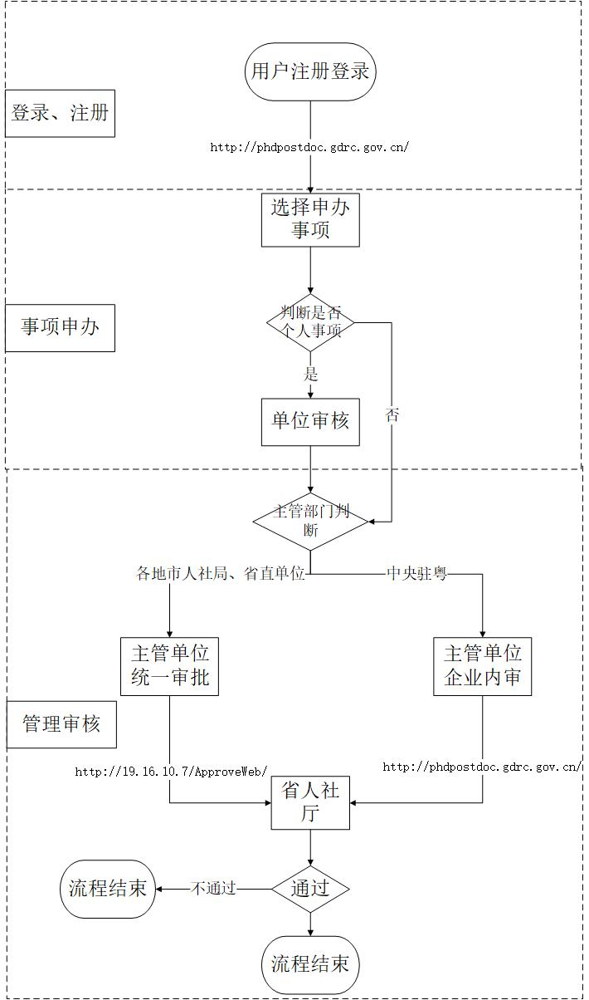 用户注册登录
登录、注册
http://phdpostdoc.gdrc.gov.cn/
选择申办
事项
判断是否
个人事项
事项申办
是
否
单位审核
主管部门判
断
各地市人社局、省直单位
中央驻粤
主管单位
统一审批
主管单位
企业内审
管理审核
http://19.16.10.7/ApproveWeb/
http://phdpostdoc.gdrc.gov.cn/
省人社
厅
流程结束
不通过
通过
流程结束